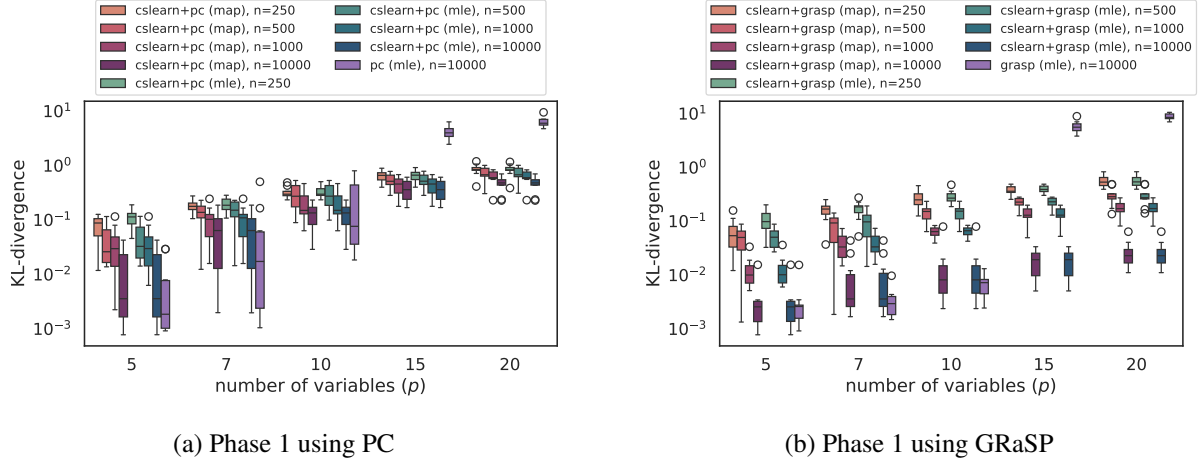 cslearn+pc (map), n=250
cslearn+pc (map), n=500
cslearn+pc (map), n=1000
cslearn+pc (map), n=10000
cslearn+pc (mle), n=250
cslearn+pc (mle), n=500
cslearn+pc (mle), n=1000
cslearn+pc (mle), n=10000
pc (mle), n=10000
KL-divergence
10¹
10⁰
10⁻¹
10⁻²
10⁻³
5 7 10 15 20
number of variables (p)
(a) Phase 1 using PC
cslearn+grasp (map), n=250
cslearn+grasp (map), n=500
cslearn+grasp (map), n=1000
cslearn+grasp (map), n=10000
cslearn+grasp (mle), n=250
cslearn+grasp (mle), n=500
cslearn+grasp (mle), n=1000
cslearn+grasp (mle), n=10000
grasp (mle), n=10000
KL-divergence
10¹
10⁰
10⁻¹
10⁻²
10⁻³
5 7 10 15 20
number of variables (p)
(b) Phase 1 using GRaSP